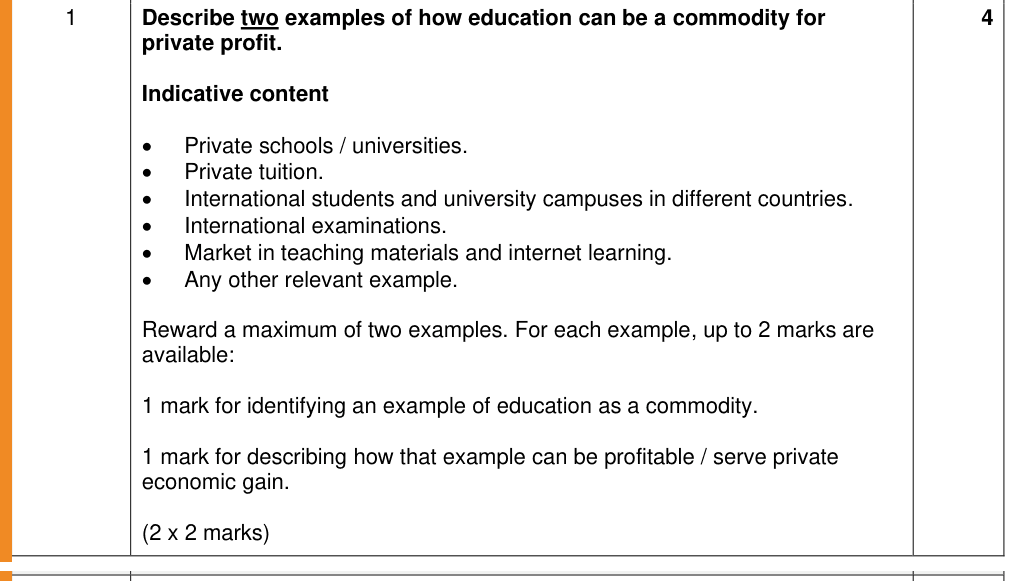 1
Describe two examples of how education can be a commodity for
private profit.
4
Indicative content
• Private schools / universities.
• Private tuition.
• International students and university campuses in different countries.
• International examinations.
• Market in teaching materials and internet learning.
• Any other relevant example.
Reward a maximum of two examples. For each example, up to 2 marks are
available:
1 mark for identifying an example of education as a commodity.
1 mark for describing how that example can be profitable / serve private
economic gain.
(2 x 2 marks)